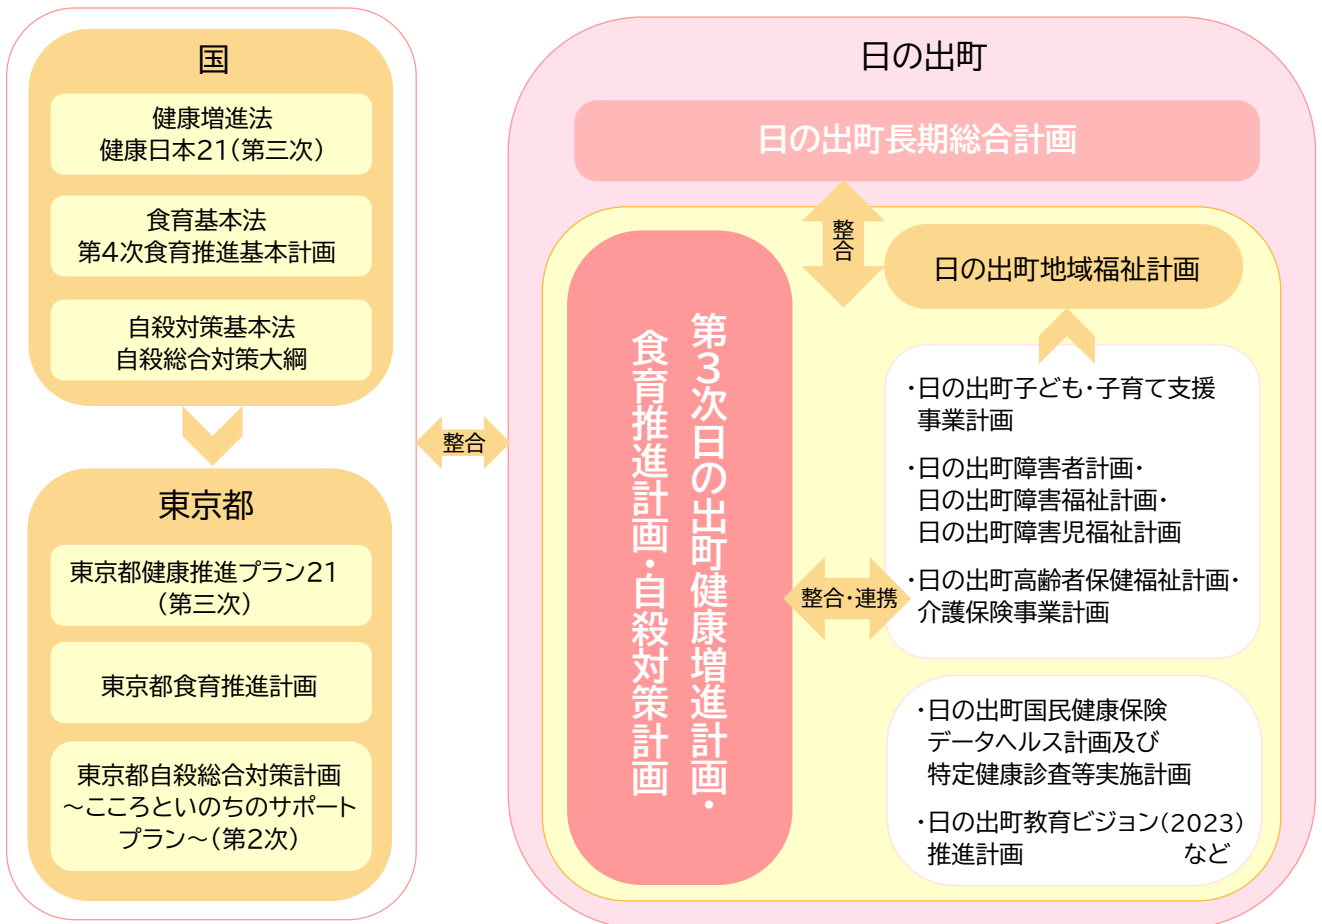 国
健康増進法
健康日本21(第三次)
食育基本法
第4次食育推進基本計画
自殺対策基本法
自殺総合対策大綱
東京都
東京都健康推進プラン21
(第三次)
東京都食育推進計画
東京都自殺総合対策計画
～こころといのちのサポート
プラン～(第2次)
整合
日の出町
日の出町長期総合計画
整合
第3次日の出町健康増進計画・
食育推進計画・自殺対策計画
整合・連携
日の出町地域福祉計画
・日の出町子ども・子育て支援
事業計画
・日の出町障害者計画・
日の出町障害福祉計画・
日の出町障害児福祉計画
・日の出町高齢者保健福祉計画・
介護保険事業計画
・日の出町国民健康保険
データヘルス計画及び
特定健康診査等実施計画
・日の出町教育ビジョン(2023)
推進計画 など